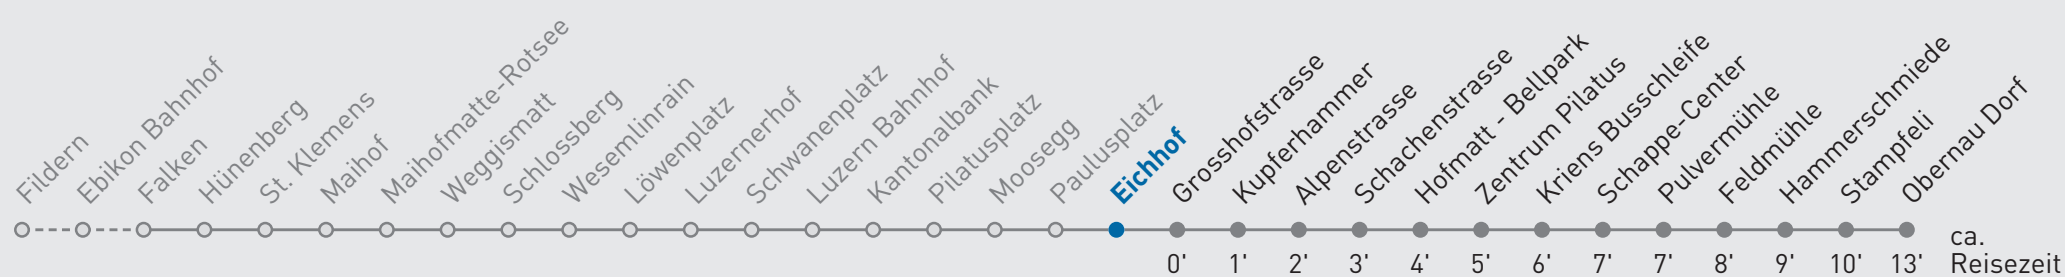 Fildern
Ebikon Bahnhof
Falken
Hünenberg
St. Klemens
Maihof
Maihofmatte-Rotsee
Weggismatt
Schlossberg
Wesemlinrain
Löwenplatz
Luzernerhof
Schwanenplatz
Luzern Bahnhof
Kantonalbank
Pilatusplatz
Moosegg
Paulusplatz
Eichhof
Grosshofstrasse
Kupferhammer
Alpenstrasse
Schachenstrasse
Hofmatt - Bellpark
Zentrum Pilatus
Kriens Busschleife
Schappe-Center
Pulvermühle
Feldmühle
Hammerschmiede
Stampfeli
Obernau Dorf
0' 1' 2' 3' 4' 5' 6' 7' 7' 8' 9' 10' 13'
ca.
Reisezeit